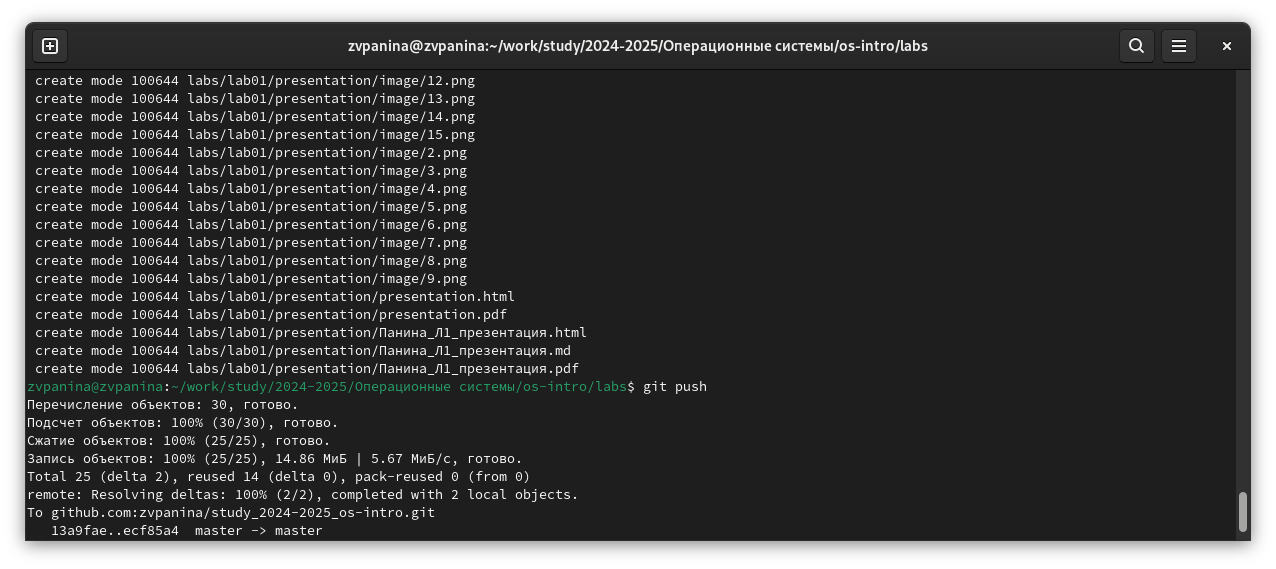 zvpanina@zvpanina:~/work/study/2024-2025/Операционные системы/os-intro/labs
create mode 100644 labs/lab01/presentation/image/12.png
create mode 100644 labs/lab01/presentation/image/13.png
create mode 100644 labs/lab01/presentation/image/14.png
create mode 100644 labs/lab01/presentation/image/15.png
create mode 100644 labs/lab01/presentation/image/2.png
create mode 100644 labs/lab01/presentation/image/3.png
create mode 100644 labs/lab01/presentation/image/4.png
create mode 100644 labs/lab01/presentation/image/5.png
create mode 100644 labs/lab01/presentation/image/6.png
create mode 100644 labs/lab01/presentation/image/7.png
create mode 100644 labs/lab01/presentation/image/8.png
create mode 100644 labs/lab01/presentation/image/9.png
create mode 100644 labs/lab01/presentation/presentation.html
create mode 100644 labs/lab01/presentation/presentation.pdf
create mode 100644 labs/lab01/presentation/Панина_Л1_презентация.html
create mode 100644 labs/lab01/presentation/Панина_Л1_презентация.md
create mode 100644 labs/lab01/presentation/Панина_Л1_презентация.pdf
zvpanina@zvpanina:~/work/study/2024-2025/Операционные системы/os-intro/labs$ git push
Перечисление объектов: 30, готово.
Подсчет объектов: 100% (30/30), готово.
Сжатие объектов: 100% (25/25), готово.
Запись объектов: 100% (25/25), 14.86 МиБ | 5.67 МиБ/с, готово.
Total 25 (delta 2), reused 14 (delta 0), pack-reused 0 (from 0)
remote: Resolving deltas: 100% (2/2), completed with 2 local objects.
To github.com:zvpanina/study_2024-2025_os-intro.git
13a9fae..ecf85a4  master -> master